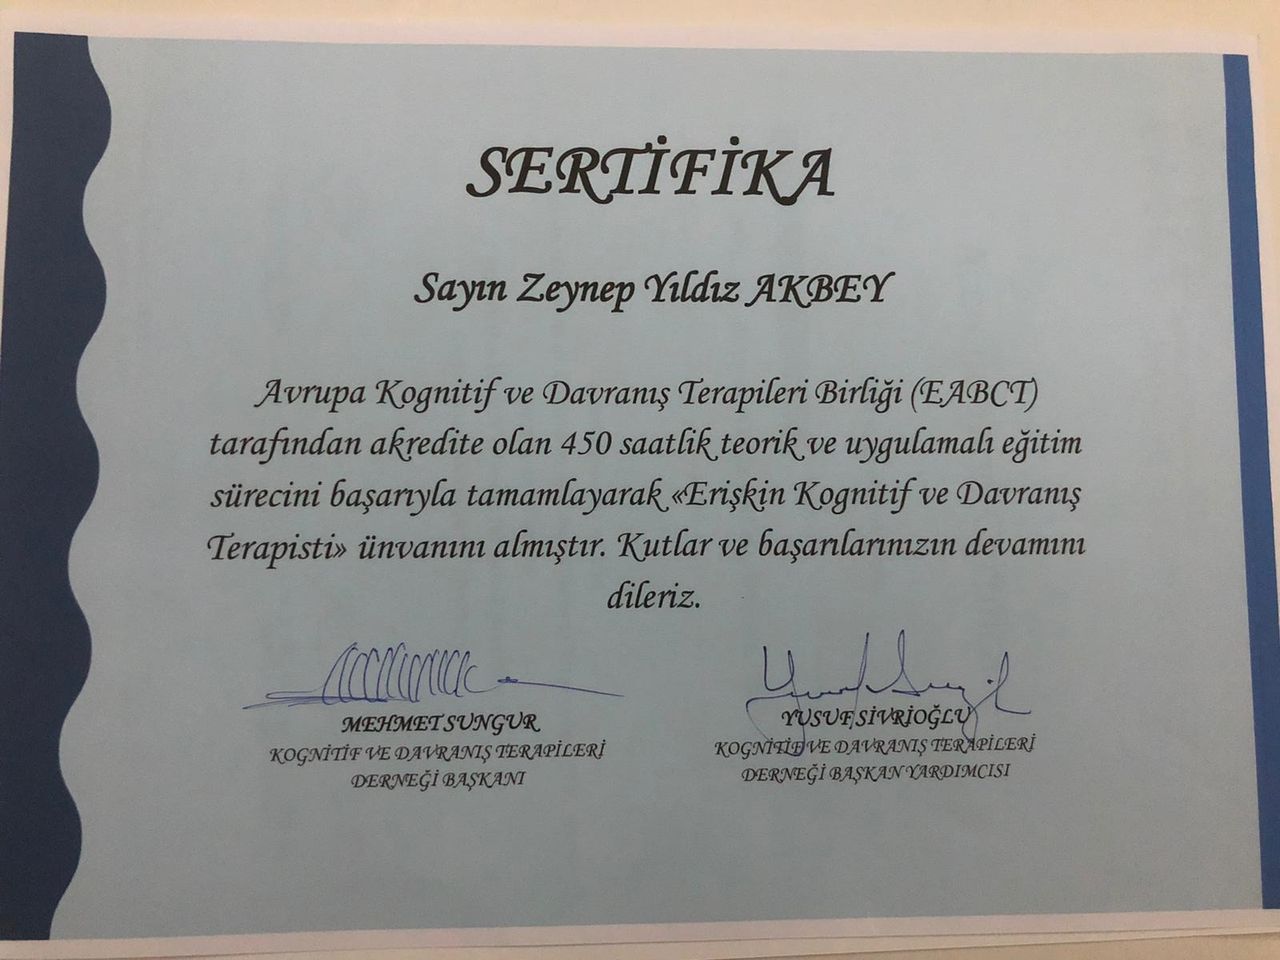 SERTİFİKA
Sayın Zeynep Yıldız AKBEY
Avrupa Kognitif ve Davranış Terapileri Birliği (EABCT)
tarafından akredite olan 450 saatlik teorik ve uygulamalı eğitim
sürecini başarıyla tamamlayarak «Erişkin Kognitif ve Davranış
Terapisti» ünvanını almıştır. Kutlar ve başarılarınızın devamını
dileriz.
MEHMET SUNGUR
KOGNİTİF VE DAVRANIŞ TERAPİLERİ
DERNEĞİ BAŞKANI
YUSUF SİVRİOĞLU
KOGNİTİF VE DAVRANIŞ TERAPİLERİ
DERNEĞİ BAŞKAN YARDIMCISI